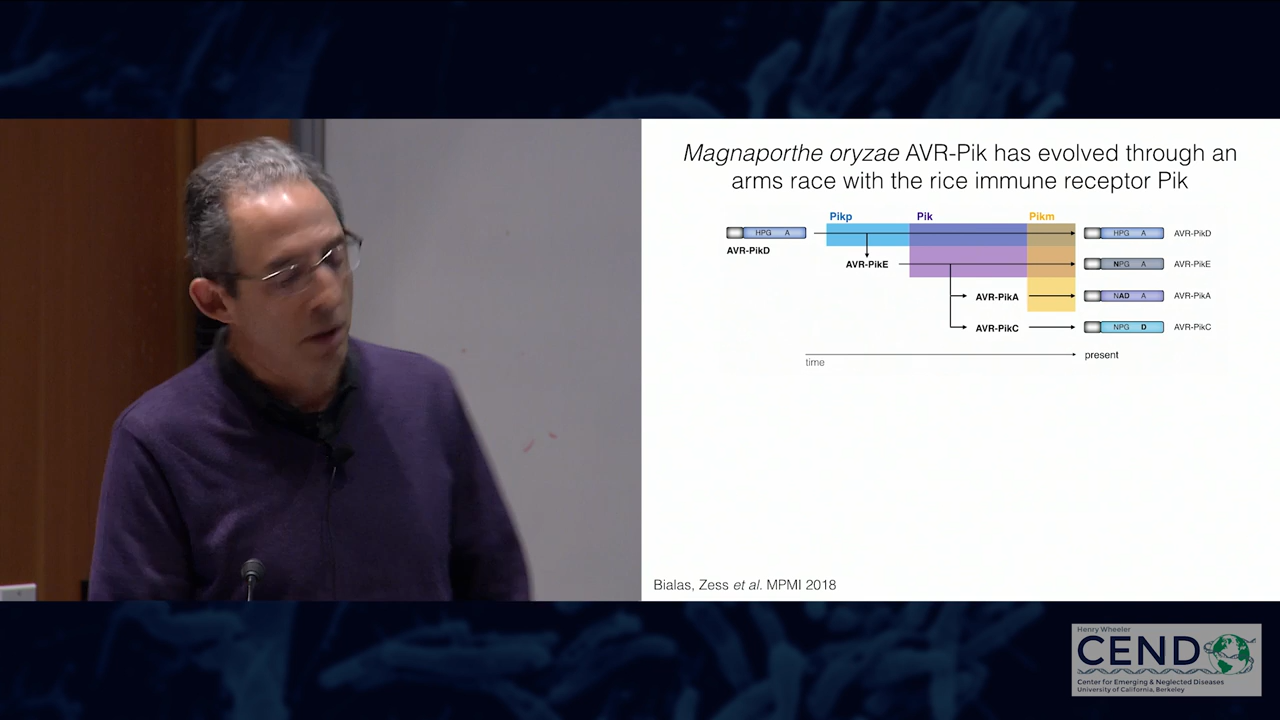 Magnaporthe oryzae AVR-Pik has evolved through an
arms race with the rice immune receptor Pik
Pikp
Pik
Pikm
HPG A
HPG A
AVR-PikD
AVR-PikD
AVR-PikE
NPG A
AVR-PikE
AVR-PikA
NAD A
AVR-PikA
AVR-PikC
NPG D
AVR-PikC
time
present
Bialas, Zess et al. MPMI 2018
Henry Wheeler
CEND
Center for Emerging & Neglected Diseases
University of California, Berkeley